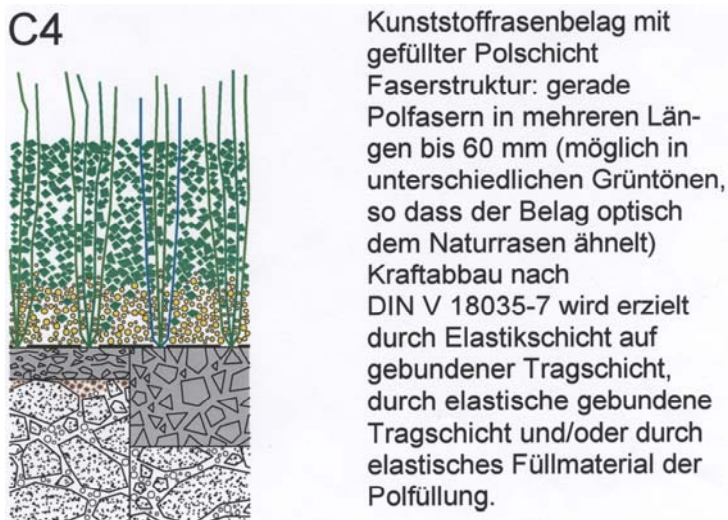 C4
Kunststoffrasenbelag mit
gefüllter Polschicht
Faserstruktur: gerade
Polfasern in mehreren Län-
gen bis 60 mm (möglich in
unterschiedlichen Grüntönen,
so dass der Belag optisch
dem Naturrasen ähnelt)
Kraftabbau nach
DIN V 18035-7 wird erzielt
durch Elastikschicht auf
gebundener Tragschicht,
durch elastische gebundene
Tragschicht und/oder durch
elastisches Füllmaterial der
Polfüllung.